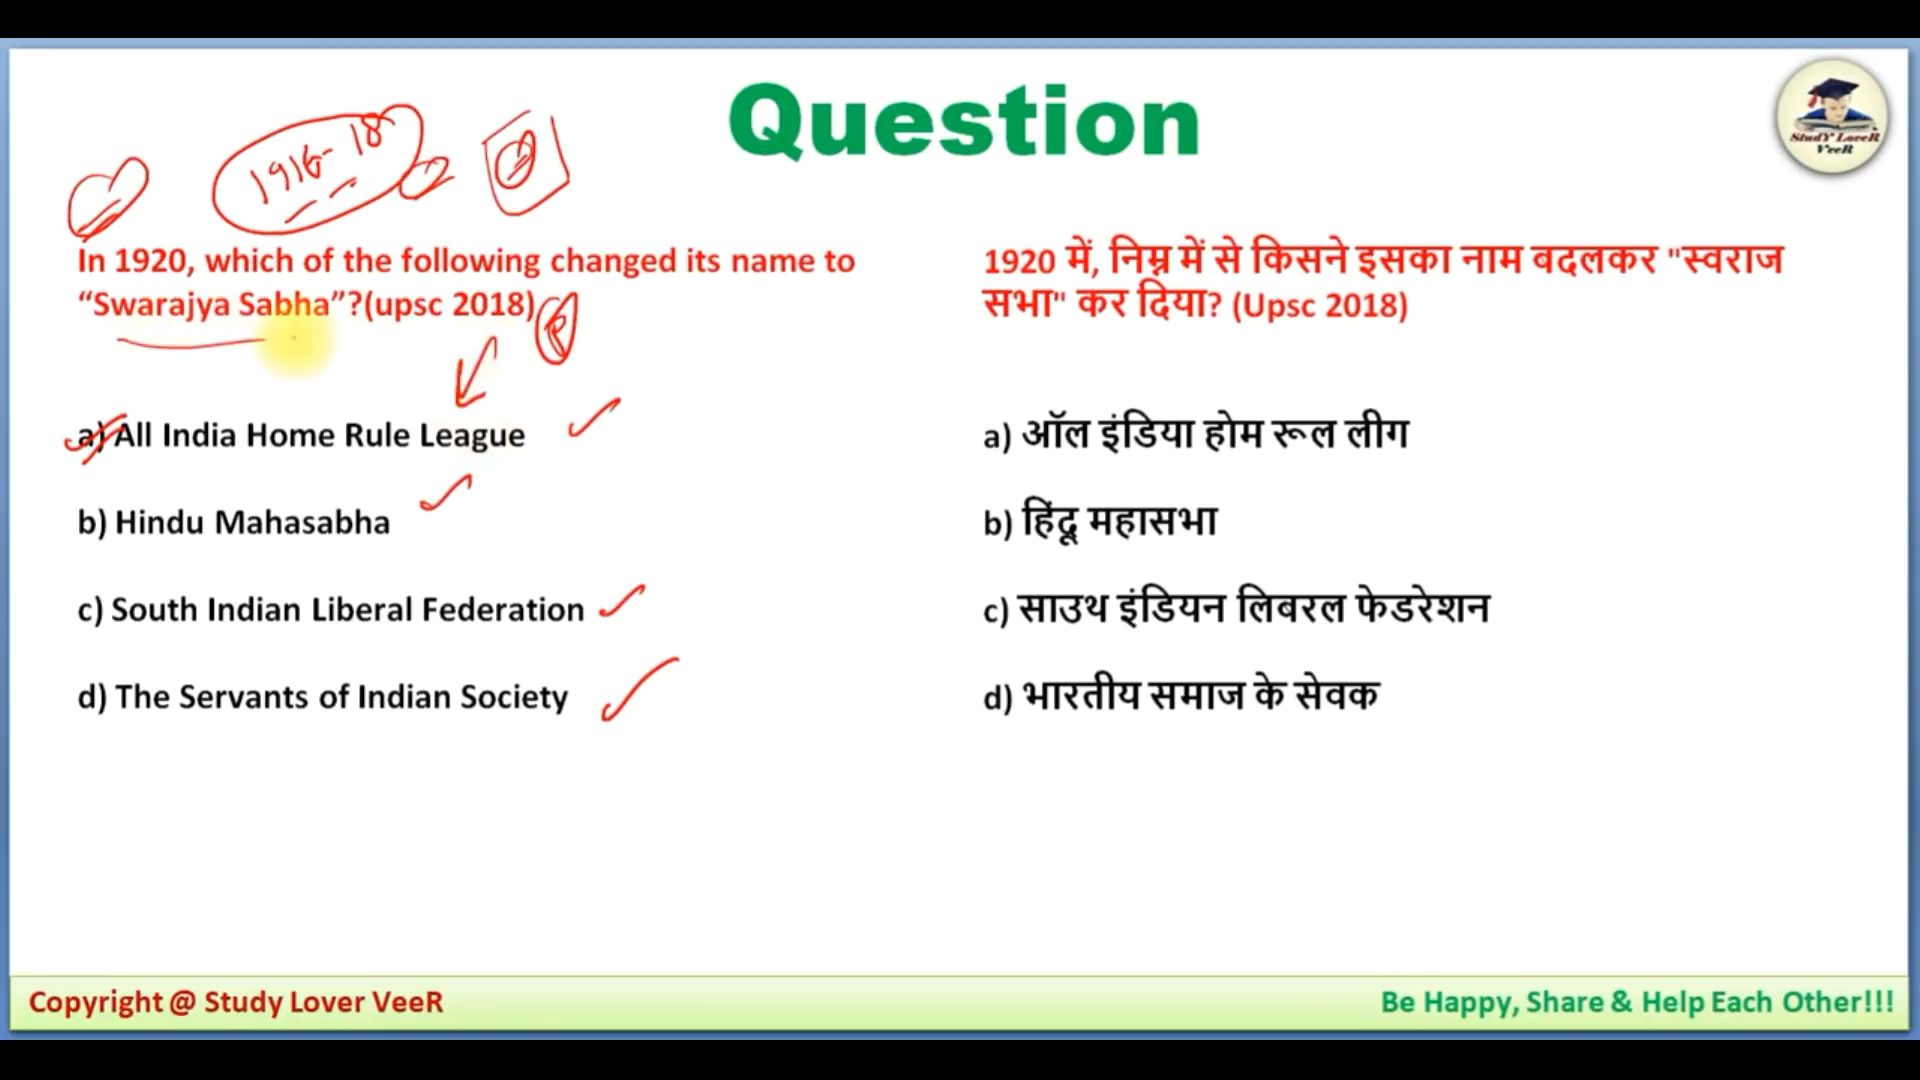 Question
StudY LoveR
VeeR
1916-18
In 1920, which of the following changed its name to
“Swarajya Sabha”?(upsc 2018)
a) All India Home Rule League
b) Hindu Mahasabha
c) South Indian Liberal Federation
d) The Servants of Indian Society
1920 में, निम्न में से किसने इसका नाम बदलकर "स्वराज
सभा" कर दिया? (Upsc 2018)
a) ऑल इंडिया होम रूल लीग
b) हिंदू महासभा
c) साउथ इंडियन लिबरल फेडरेशन
d) भारतीय समाज के सेवक
Copyright @ Study Lover VeeR
Be Happy, Share & Help Each Other!!!